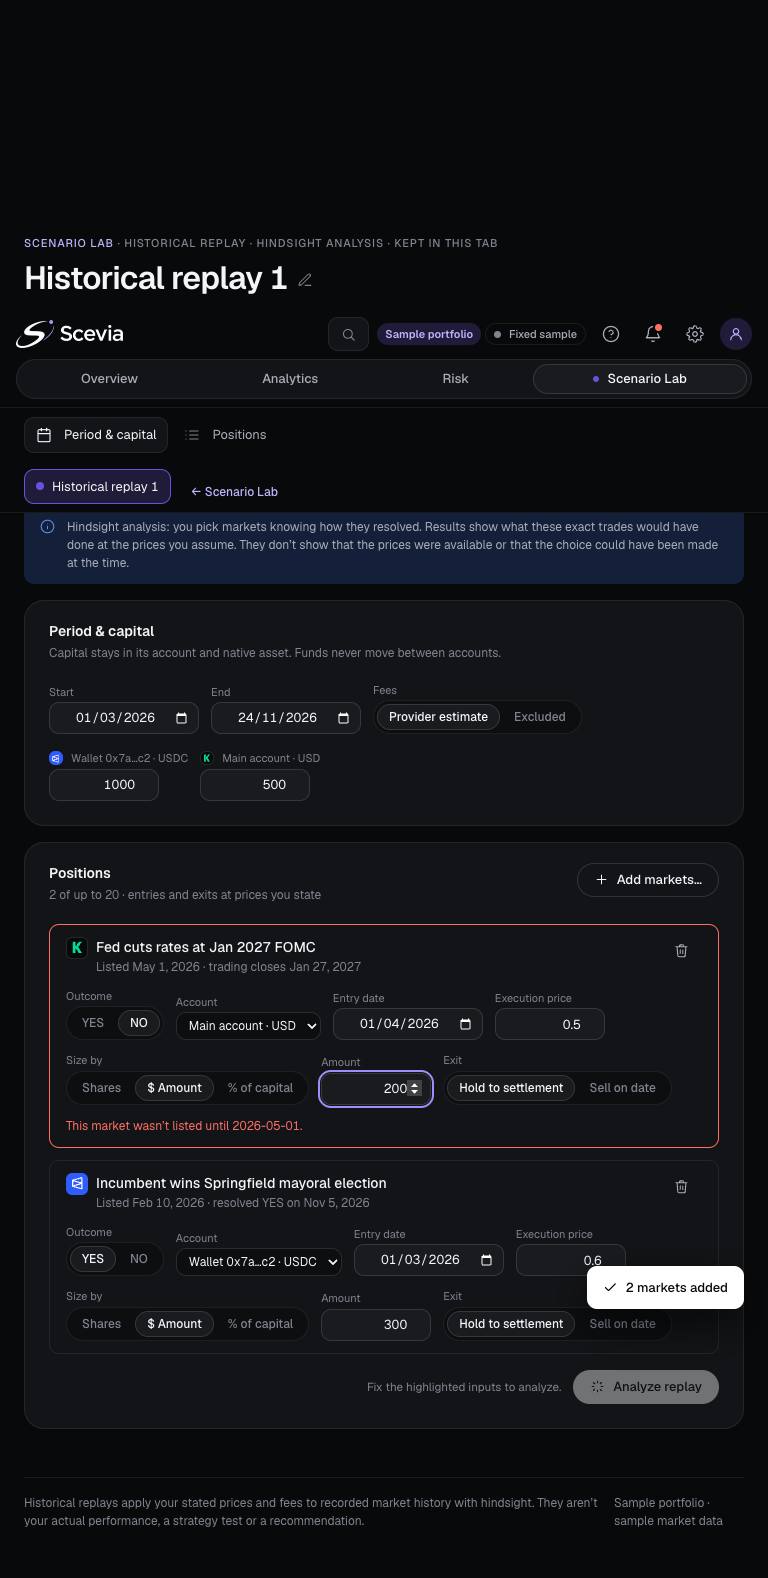 SCENARIO LAB · HISTORICAL REPLAY · HINDSIGHT ANALYSIS · KEPT IN THIS TAB
Historical replay 1
Scevia
Sample portfolio
Fixed sample
Overview
Analytics
Risk
Scenario Lab
Period & capital
Positions
Historical replay 1
← Scenario Lab
Hindsight analysis: you pick markets knowing how they resolved. Results show what these exact trades would have
done at the prices you assume. They don't show that the prices were available or that the choice could have been made
at the time.
Period & capital
Capital stays in its account and native asset. Funds never move between accounts.
Start
End
Fees
01/03/2026
24/11/2026
Provider estimate
Excluded
Wallet 0x7a…c2 · USDC
K Main account · USD
1000
500
Positions
2 of up to 20 · entries and exits at prices you state
Add markets…
K Fed cuts rates at Jan 2027 FOMC
Listed May 1, 2026 · trading closes Jan 27, 2027
Outcome
Account
Entry date
Execution price
YES
NO
Main account · USD
01/04/2026
0.5
Size by
Amount
Exit
Shares
$ Amount
% of capital
200
Hold to settlement
Sell on date
This market wasn't listed until 2026-05-01.
Incumbent wins Springfield mayoral election
Listed Feb 10, 2026 · resolved YES on Nov 5, 2026
Outcome
Account
Entry date
Execution price
YES
NO
Wallet 0x7a…c2 · USDC
01/03/2026
0.6
2 markets added
Size by
Amount
Exit
Shares
$ Amount
% of capital
300
Hold to settlement
Sell on date
Fix the highlighted inputs to analyze.
Analyze replay
Historical replays apply your stated prices and fees to recorded market history with hindsight. They aren't
your actual performance, a strategy test or a recommendation.
Sample portfolio ·
sample market data